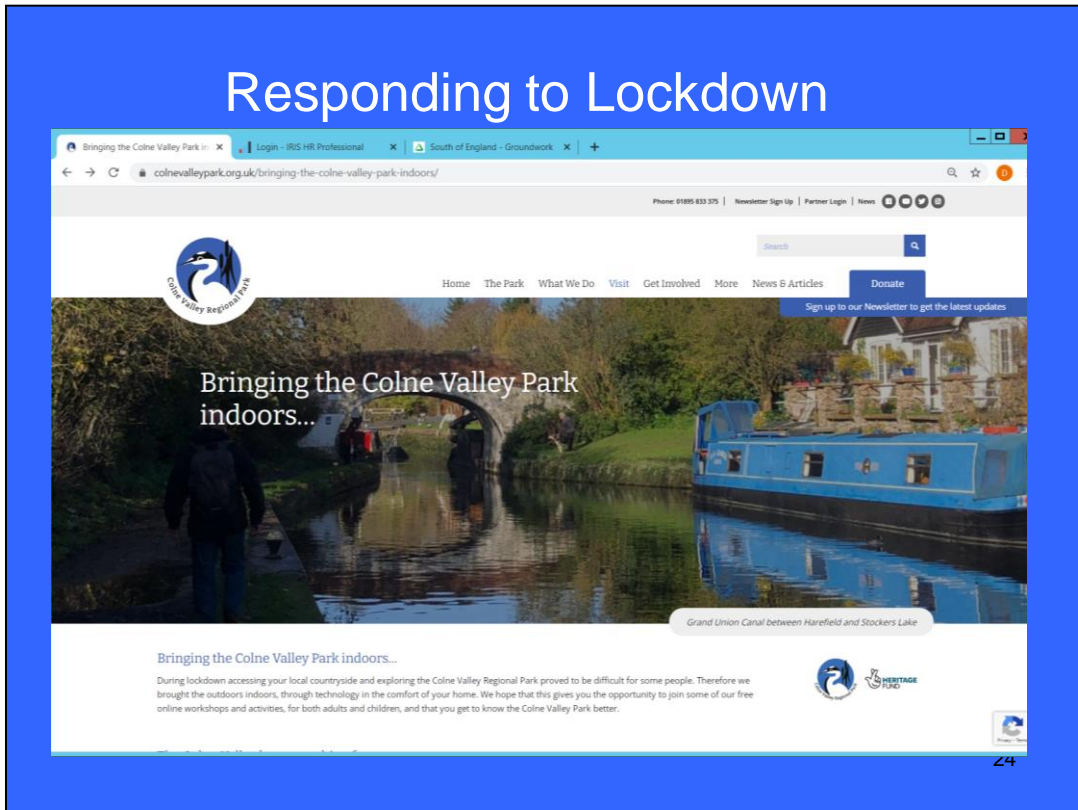 Responding to Lockdown
Bringing the Colne Valley Park in
Login - IRIS HR Professional
South of England - Groundwork
colnevalleypark.org.uk/bringing-the-colne-valley-park-indoors/
D
Phone: 01895 833 375 | Newsletter Sign Up | Partner Login | News
Search
Colne Valley Regional Park
Home The Park What We Do Visit Get Involved More News & Articles Donate
Sign up to our Newsletter to get the latest updates
Bringing the Colne Valley Park
indoors...
Grand Union Canal between Harefield and Stockers Lake
Bringing the Colne Valley Park indoors...
During lockdown accessing your local countryside and exploring the Colne Valley Regional Park proved to be difficult for some people. Therefore we
brought the outdoors indoors, through technology in the comfort of your home. We hope that this gives you the opportunity to join some of our free
online workshops and activities, for both adults and children, and that you get to know the Colne Valley Park better.
Colne Valley Regional Park
HERITAGE
FUND
Privacy - Terms
24